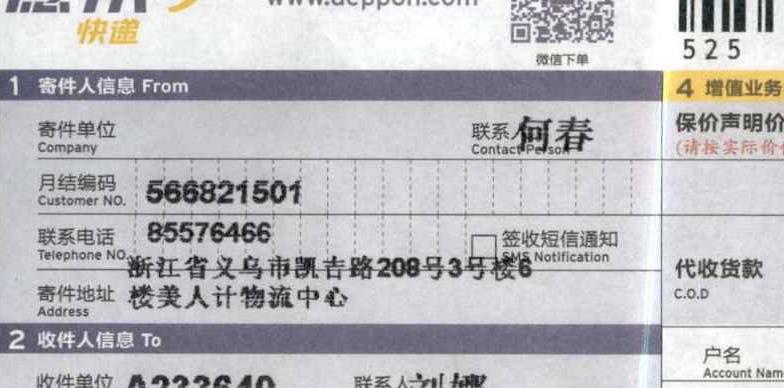 快递
www.deppon.com
微信下单
525
1 寄件人信息 From
4 增值业务
寄件单位
Company
联系人 何春
Contact Person
保价声明价
(请按实际价值
月结编码 566821501
Customer NO.
联系电话 85576466
Telephone NO.
签收短信通知
SMS Notification
浙江省义乌市凯吉路208号3号楼6
寄件地址 楼美人计物流中心
Address
代收货款
C.O.D
2 收件人信息 To
户名
Account Nam
收件单位 A223640
联系人 刘娜